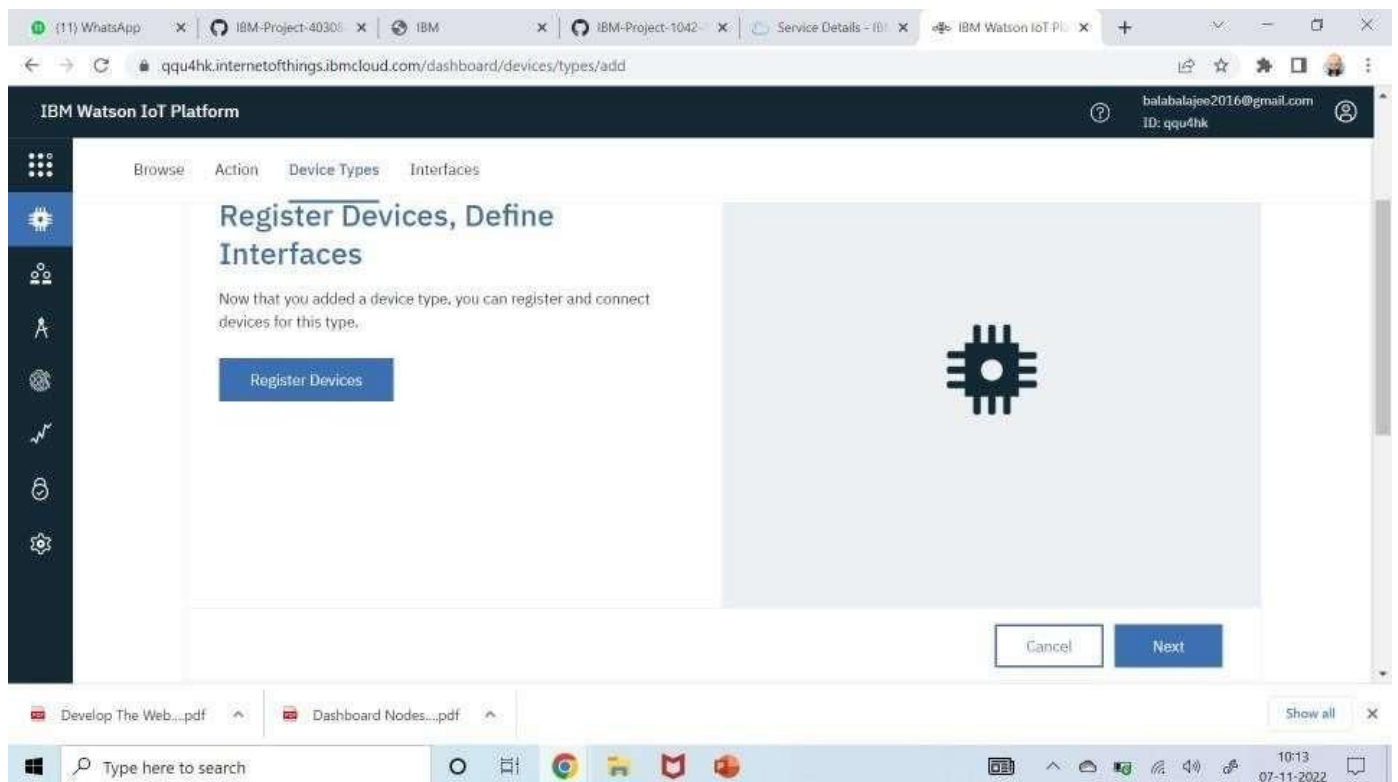 (11) WhatsApp
IBM-Project-40308
IBM
IBM-Project-1042-
Service Details - IBM
IBM Watson IoT Pl
qqu4hk.internetofthings.ibmcloud.com/dashboard/devices/types/add
IBM Watson IoT Platform
balabalajee2016@gmail.com
ID: qqu4hk
Browse Action Device Types Interfaces
Register Devices, Define
Interfaces
Now that you added a device type, you can register and connect
devices for this type.
Register Devices
Cancel Next
Develop The Web....pdf
Dashboard Nodes....pdf
Show all
Type here to search
10:13
07-11-2022